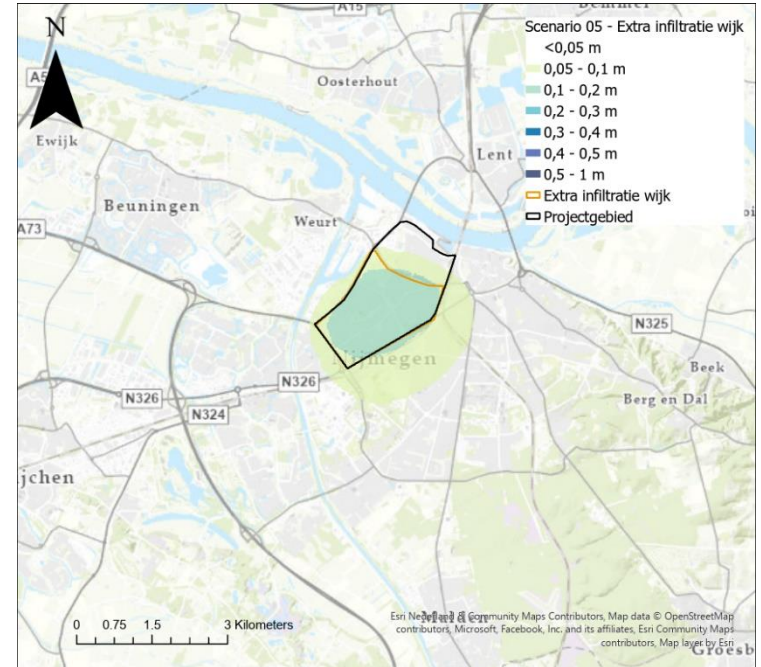 A15
Bemmel
Scenario 05 - Extra infiltratie wijk
<0,05 m
0,05 - 0,1 m
0,1 - 0,2 m
0,2 - 0,3 m
0,3 - 0,4 m
0,4 - 0,5 m
0,5 - 1 m
Extra infiltratie wijk
Projectgebied
N
Oosterhout
Ewijk
Lent
Beuningen
Weurt
A73
N325
Nijmegen
Beek
N326
N326
Berg en Dal
N324
jchen
Malden
0 0.75 1.5 3 Kilometers
Esri Nederland & Community Maps Contributors, Map data © OpenStreetMap
contributors, Microsoft, Facebook, Inc. and its affiliates, Esri Community Maps
contributors, Map layer by Esri
Groesb